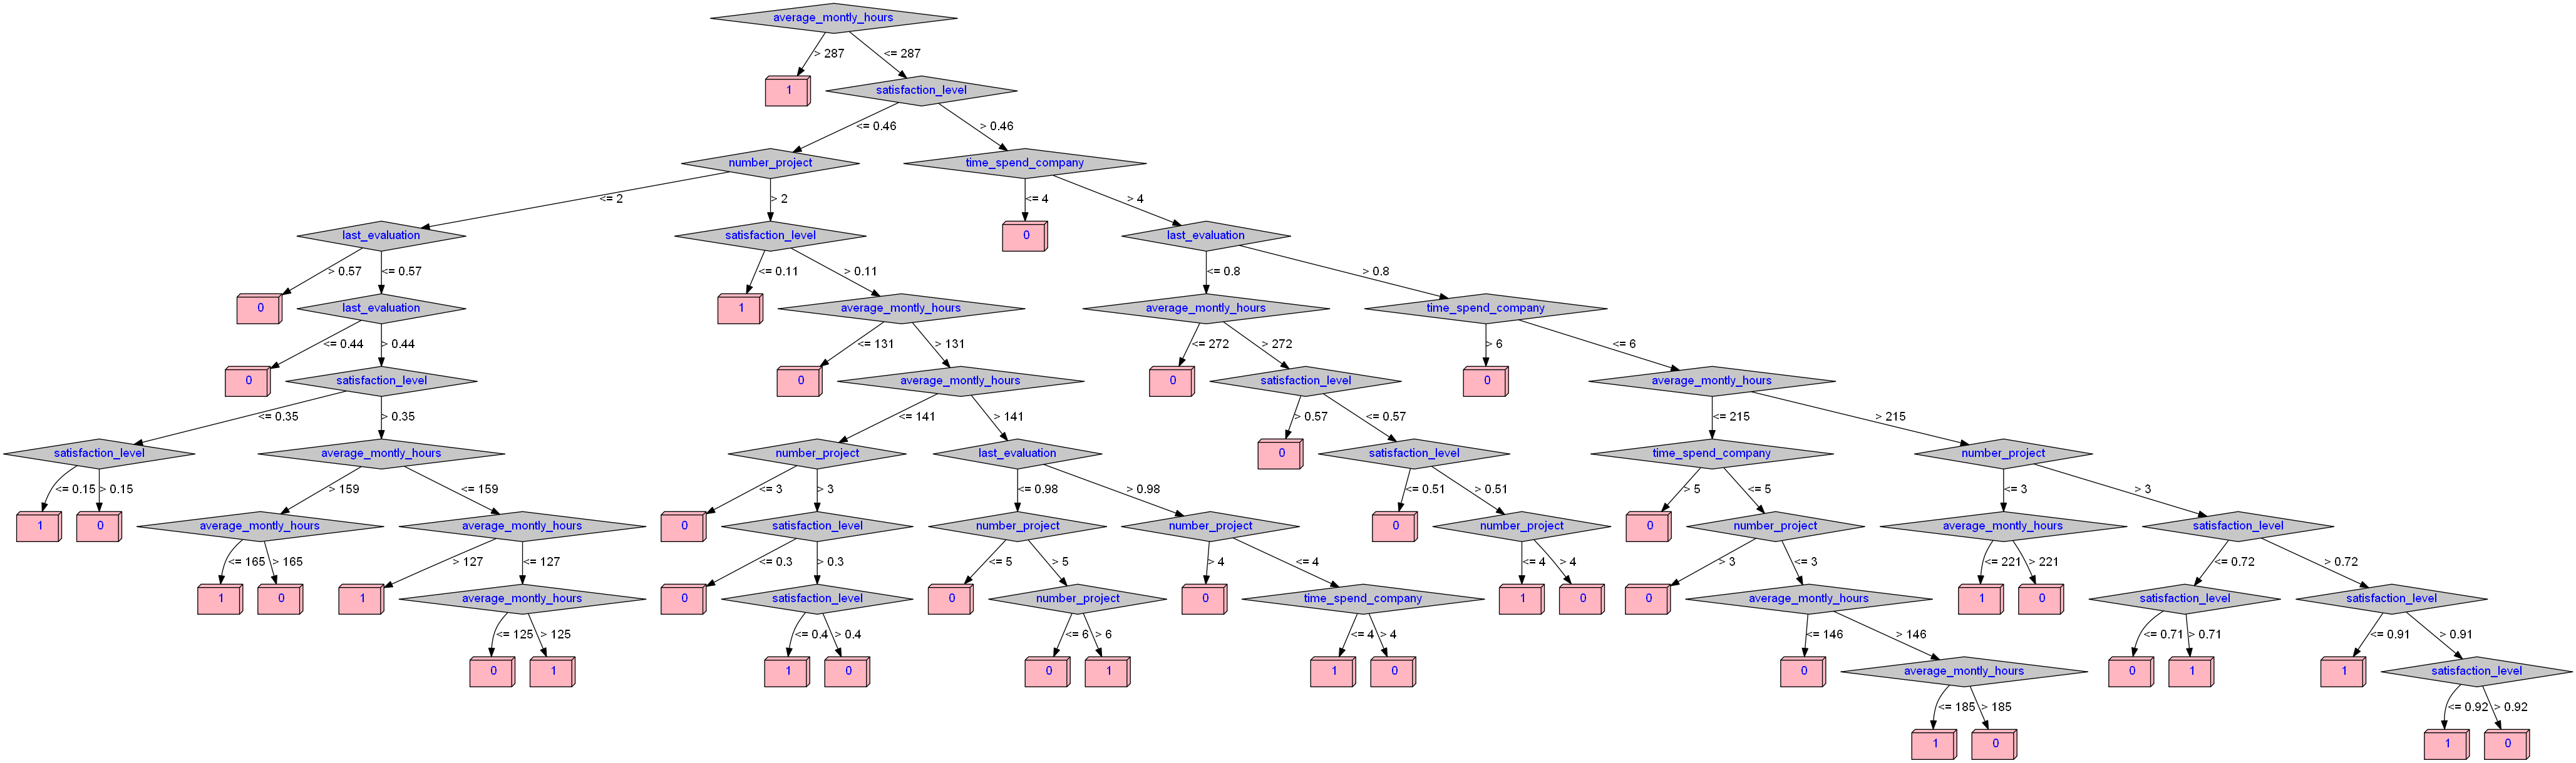 average_montly_hours
> 287 <= 287
1 satisfaction_level
<= 0.46 > 0.46
number_project time_spend_company
<= 2 > 2 <= 4 > 4
last_evaluation satisfaction_level 0 last_evaluation
> 0.57 <= 0.57 <= 0.11 > 0.11 <= 0.8 > 0.8
0 last_evaluation 1 average_montly_hours average_montly_hours time_spend_company
<= 0.44 > 0.44 <= 131 > 131 <= 272 > 272 > 6 <= 6
0 satisfaction_level 0 average_montly_hours 0 satisfaction_level 0 average_montly_hours
<= 0.35 > 0.35 <= 141 > 141 > 0.57 <= 0.57 <= 215 > 215
satisfaction_level average_montly_hours number_project last_evaluation 0 satisfaction_level time_spend_company number_project
<= 0.15 > 0.15 > 159 <= 159 <= 3 > 3 <= 0.98 > 0.98 <= 0.51 > 0.51 > 5 <= 5 <= 3 > 3
1 0 average_montly_hours average_montly_hours 0 satisfaction_level number_project number_project 0 number_project 0 number_project average_montly_hours satisfaction_level
<= 165 > 165 > 127 <= 127 <= 0.3 > 0.3 <= 5 > 5 > 4 <= 4 <= 4 > 4 > 3 <= 3 <= 221 > 221 <= 0.72 > 0.72
1 0 1 average_montly_hours 0 satisfaction_level 0 number_project 0 time_spend_company 1 0 0 average_montly_hours 1 0 satisfaction_level satisfaction_level
<= 125 > 125 <= 0.4 > 0.4 <= 6 > 6 <= 4 > 4 <= 146 > 146 <= 0.71 > 0.71 <= 0.91 > 0.91
0 1 1 0 0 1 1 0 0 average_montly_hours 0 1 1 satisfaction_level
<= 185 > 185 <= 0.92 > 0.92
1 0 1 0